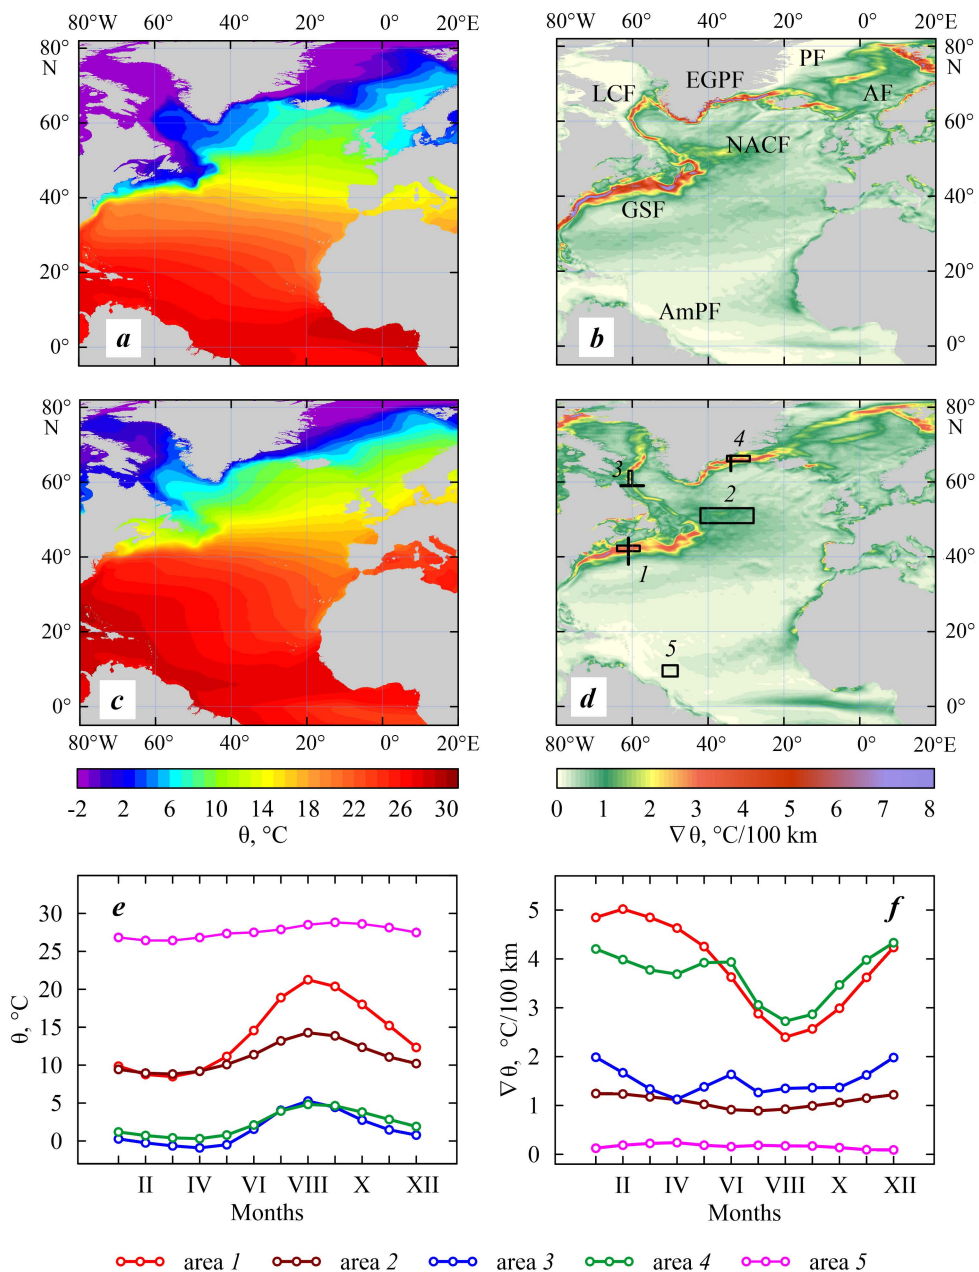 80°W 60° 40° 20° 0° 20°E
80°W 60° 40° 20° 0° 20°E
80°
N
60°
40°
20°
0°
a
80°
N
60°
40°
20°
0°
PF
EGPF
LCF
AF
NACF
GSF
AmPF
b
80°
N
60°
40°
20°
0°
c
80°W 60° 40° 20° 0° 20°E
80°
N
60°
40°
20°
0°
4
3
2
1
5
d
80°W 60° 40° 20° 0° 20°E
-2 2 6 10 14 18 22 26 30
θ, °C
0 1 2 3 4 5 6 7 8
∇θ, °C/100 km
e
30
25
20
15
10
5
0
θ, °C
II IV VI VIII X XII
Months
f
5
4
3
2
1
0
∇θ, °C/100 km
II IV VI VIII X XII
Months
area 1 area 2 area 3 area 4 area 5